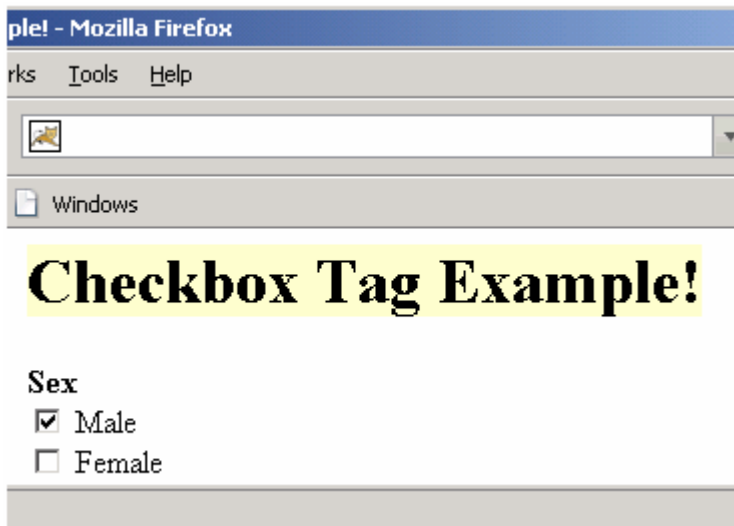 ple! - Mozilla Firefox
rks Tools Help
Windows
Checkbox Tag Example!
Sex
Male
Female